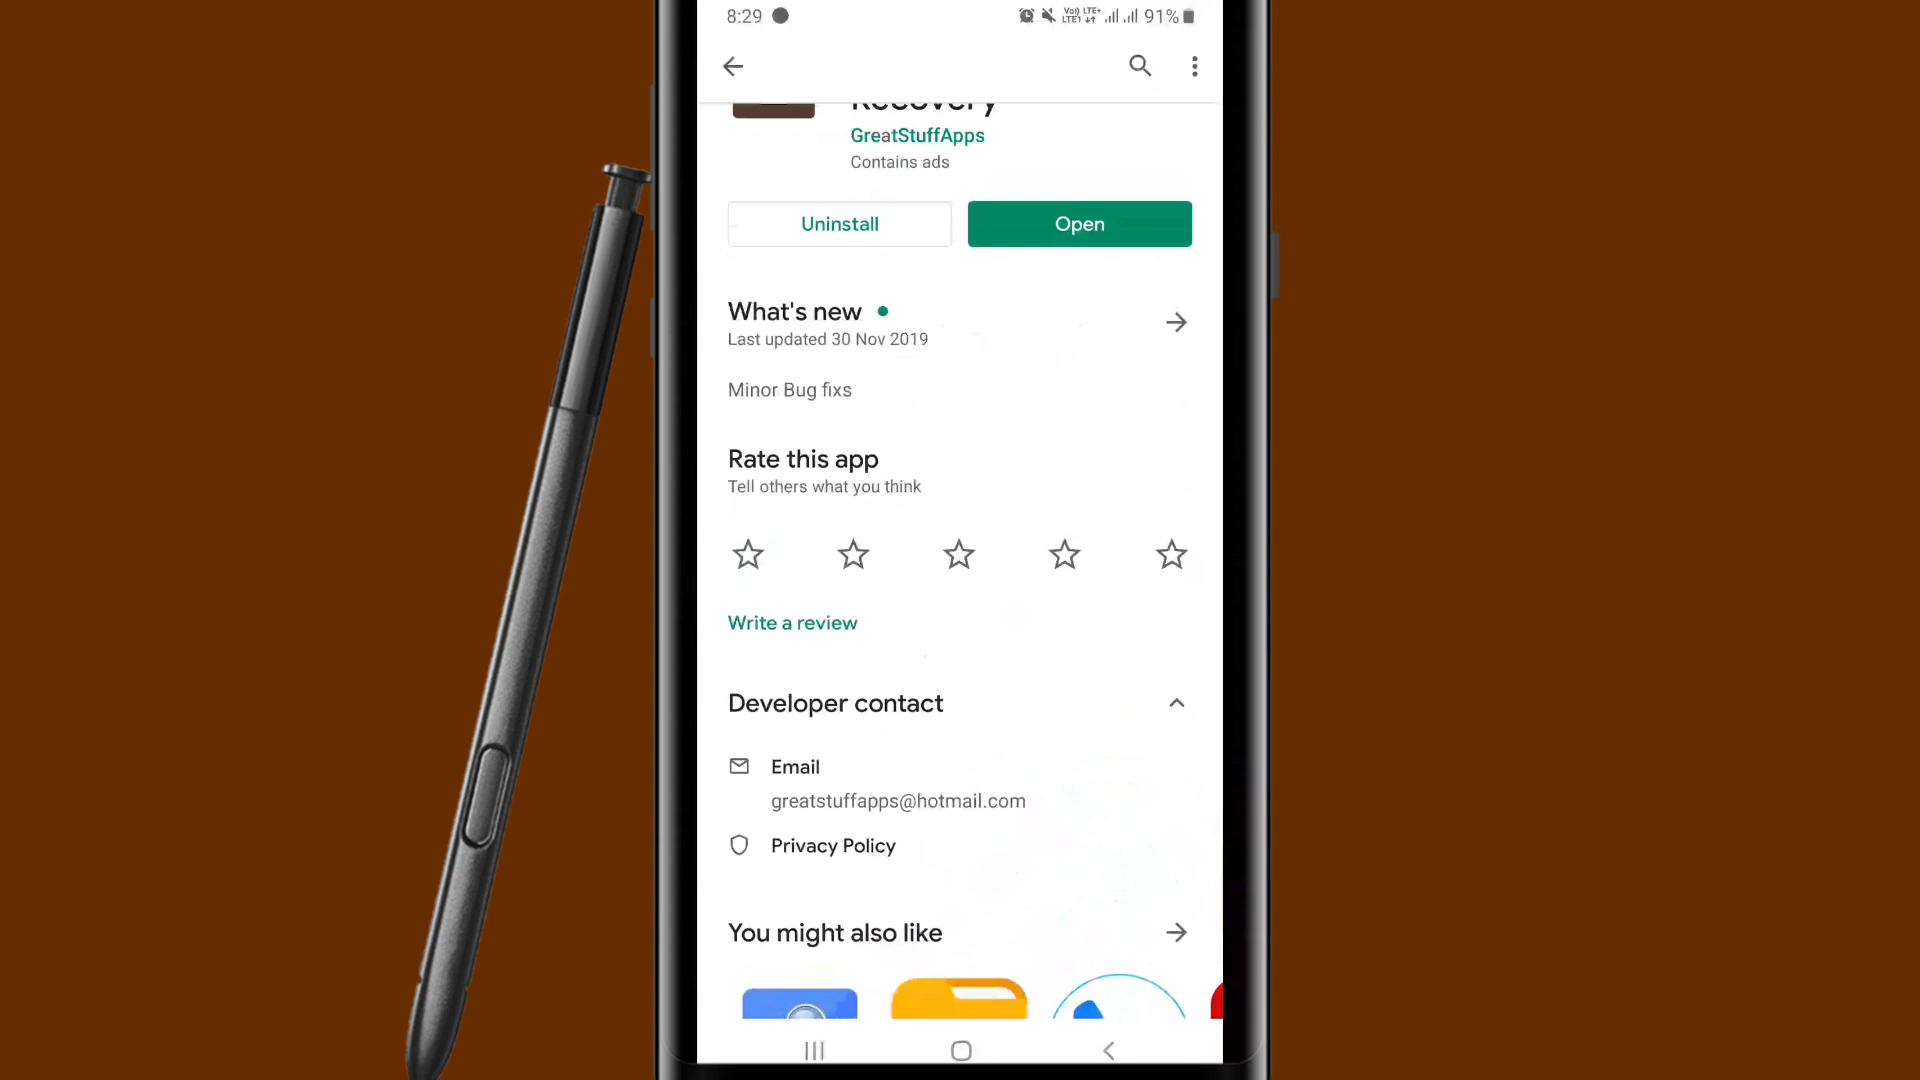 8:29 91%
Recovery
GreatStuffApps
Contains ads
Uninstall Open
What's new
Last updated 30 Nov 2019
Minor Bug fixs
Rate this app
Tell others what you think
Write a review
Developer contact
Email
greatstuffapps@hotmail.com
Privacy Policy
You might also like